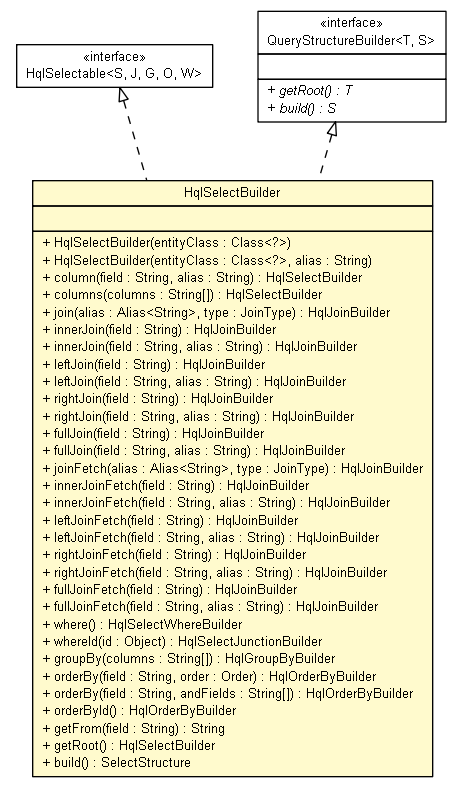 «interface»
HqlSelectable<S, J, G, O, W>
«interface»
QueryStructureBuilder<T, S>
+ getRoot() : T
+ build() : S
HqlSelectBuilder
+ HqlSelectBuilder(entityClass : Class<?>)
+ HqlSelectBuilder(entityClass : Class<?>, alias : String)
+ column(field : String, alias : String) : HqlSelectBuilder
+ columns(columns : String[]) : HqlSelectBuilder
+ join(alias : Alias<String>, type : JoinType) : HqlJoinBuilder
+ innerJoin(field : String) : HqlJoinBuilder
+ innerJoin(field : String, alias : String) : HqlJoinBuilder
+ leftJoin(field : String) : HqlJoinBuilder
+ leftJoin(field : String, alias : String) : HqlJoinBuilder
+ rightJoin(field : String) : HqlJoinBuilder
+ rightJoin(field : String, alias : String) : HqlJoinBuilder
+ fullJoin(field : String) : HqlJoinBuilder
+ fullJoin(field : String, alias : String) : HqlJoinBuilder
+ joinFetch(alias : Alias<String>, type : JoinType) : HqlJoinBuilder
+ innerJoinFetch(field : String) : HqlJoinBuilder
+ innerJoinFetch(field : String, alias : String) : HqlJoinBuilder
+ leftJoinFetch(field : String) : HqlJoinBuilder
+ leftJoinFetch(field : String, alias : String) : HqlJoinBuilder
+ rightJoinFetch(field : String) : HqlJoinBuilder
+ rightJoinFetch(field : String, alias : String) : HqlJoinBuilder
+ fullJoinFetch(field : String) : HqlJoinBuilder
+ fullJoinFetch(field : String, alias : String) : HqlJoinBuilder
+ where() : HqlSelectWhereBuilder
+ whereId(id : Object) : HqlSelectJunctionBuilder
+ groupBy(columns : String[]) : HqlGroupByBuilder
+ orderBy(field : String, order : Order) : HqlOrderByBuilder
+ orderBy(field : String, andFields : String[]) : HqlOrderByBuilder
+ orderById() : HqlOrderByBuilder
+ getFrom(field : String) : String
+ getRoot() : HqlSelectBuilder
+ build() : SelectStructure